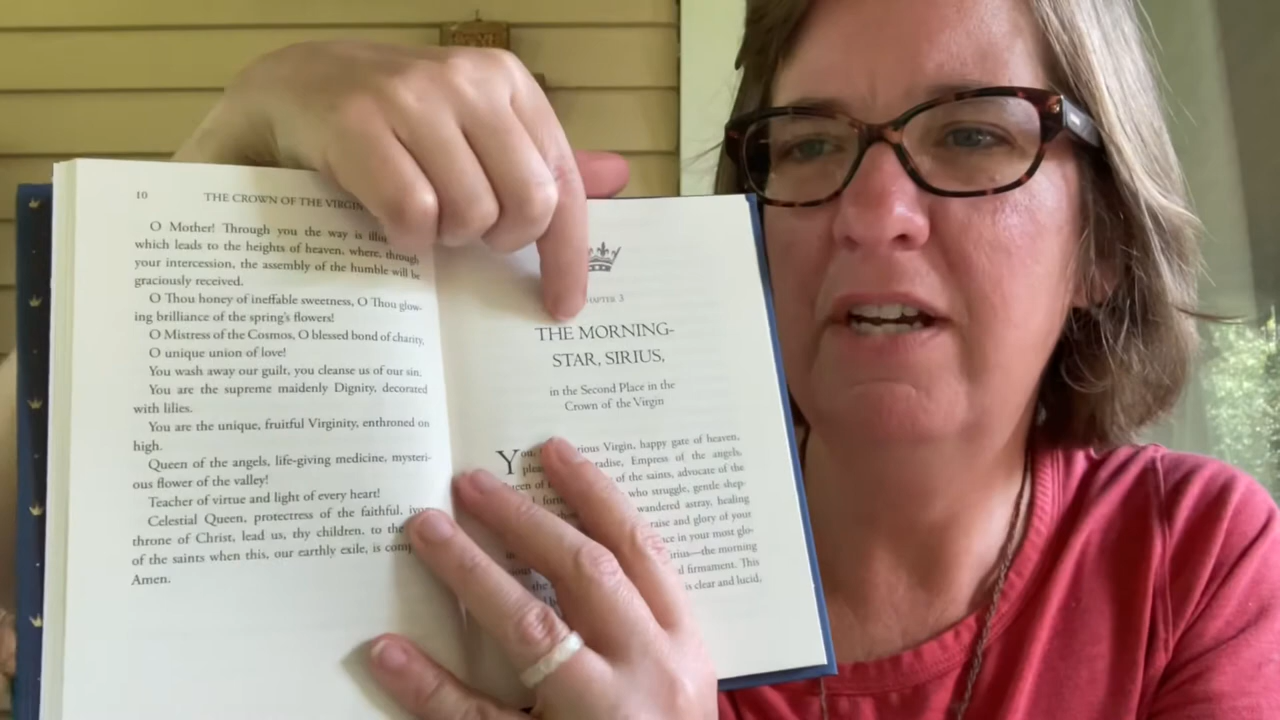 10
THE CROWN OF THE VIRGIN
O Mother! Through you the way is
which leads to the heights of heaven, where, through
your intercession, the assembly of the humble will be
graciously received.
O Thou honey of ineffable sweetness, O Thou glow-
ing brilliance of the spring's flowers!
O Mistress of the Cosmos, O blessed bond of charity,
O unique union of love!
You wash away our guilt, you cleanse us of our sin.
You are the supreme maidenly Dignity, decorated
with lilies.
You are the unique, fruitful Virginity, enthroned on
high.
Queen of the angels, life-giving medicine, mysteri-
ous flower of the valley!
Teacher of virtue and light of every heart!
Celestial Queen, protectress of the faithful,
throne of Christ, lead us, thy children, to the
of the saints when this, our earthly exile, is
Amen.
3
THE MORNING-
STAR, SIRIUS,
in the Second Place in the
Crown of the Virgin
Virgin, happy gate of heaven,
Empress of the angels,
of the saints, advocate of the
who struggle, gentle shep-
wandered astray, healing
and glory of your
in your most glo-
the morning
firmament. This
is clear and lucid,